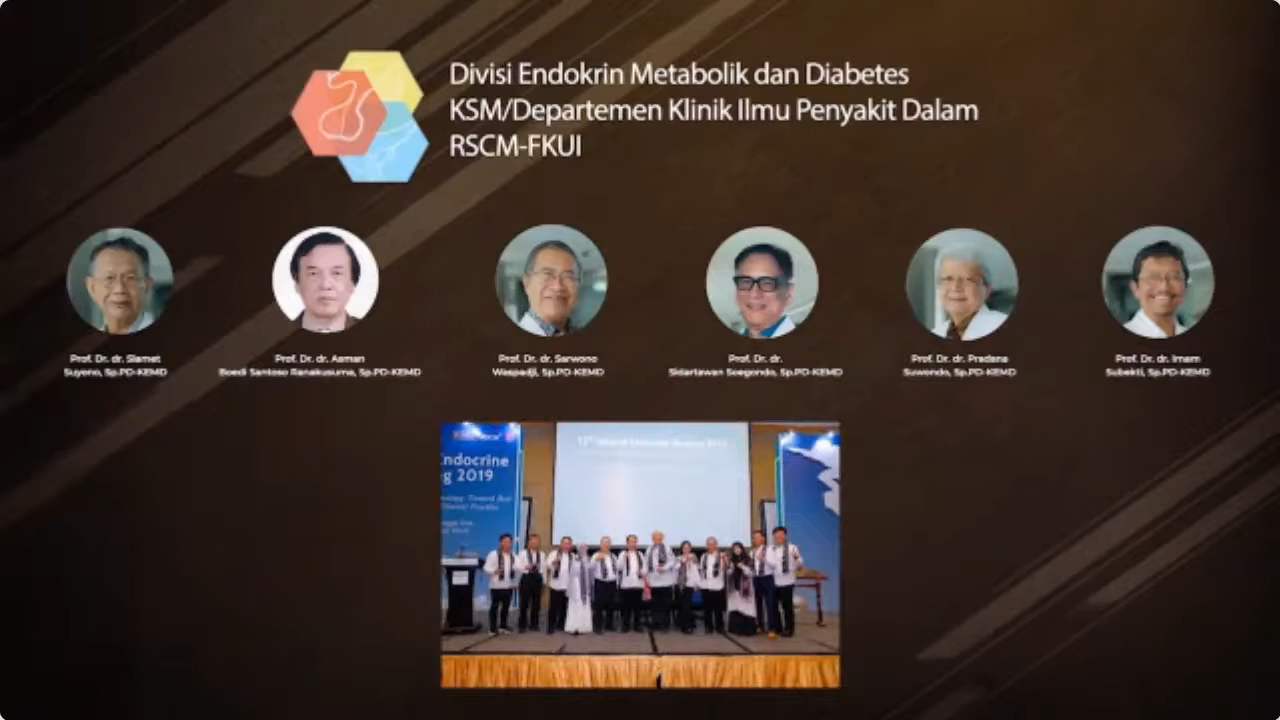 Divisi Endokrin Metabolik dan Diabetes
KSM/Departemen Klinik Ilmu Penyakit Dalam
RSCM-FKUI
Prof. Dr. dr. Slamet
Suyono, Sp.PD-KEMD
Prof. Dr. dr. Asman
Boedi Santoso Ranakusuma, Sp.PD-KEMD
Prof. Dr. dr. Sarwono
Waspadji, Sp.PD-KEMD
Prof. Dr. dr.
Sidartawan Soegondo, Sp.PD-KEMD
Prof. Dr. dr. Pradana
Suwondo, Sp.PD-KEMD
Prof. Dr. dr. Imam
Subekti, Sp.PD-KEMD
Endocrine
g 2019